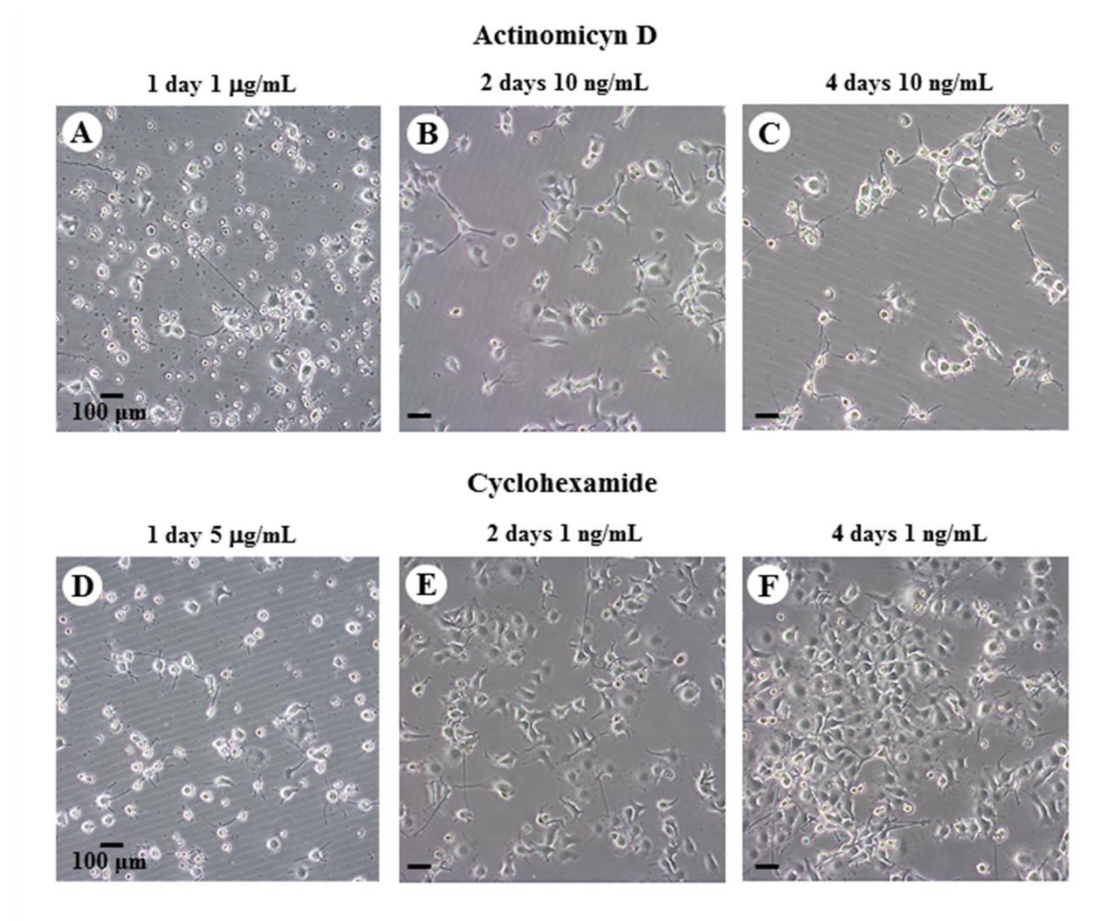 Actinomicyn D
1 day 1 µg/mL
2 days 10 ng/mL
4 days 10 ng/mL
A
B
C
100 µm
Cyclohexamide
1 day 5 µg/mL
2 days 1 ng/mL
4 days 1 ng/mL
D
E
F
100 µm